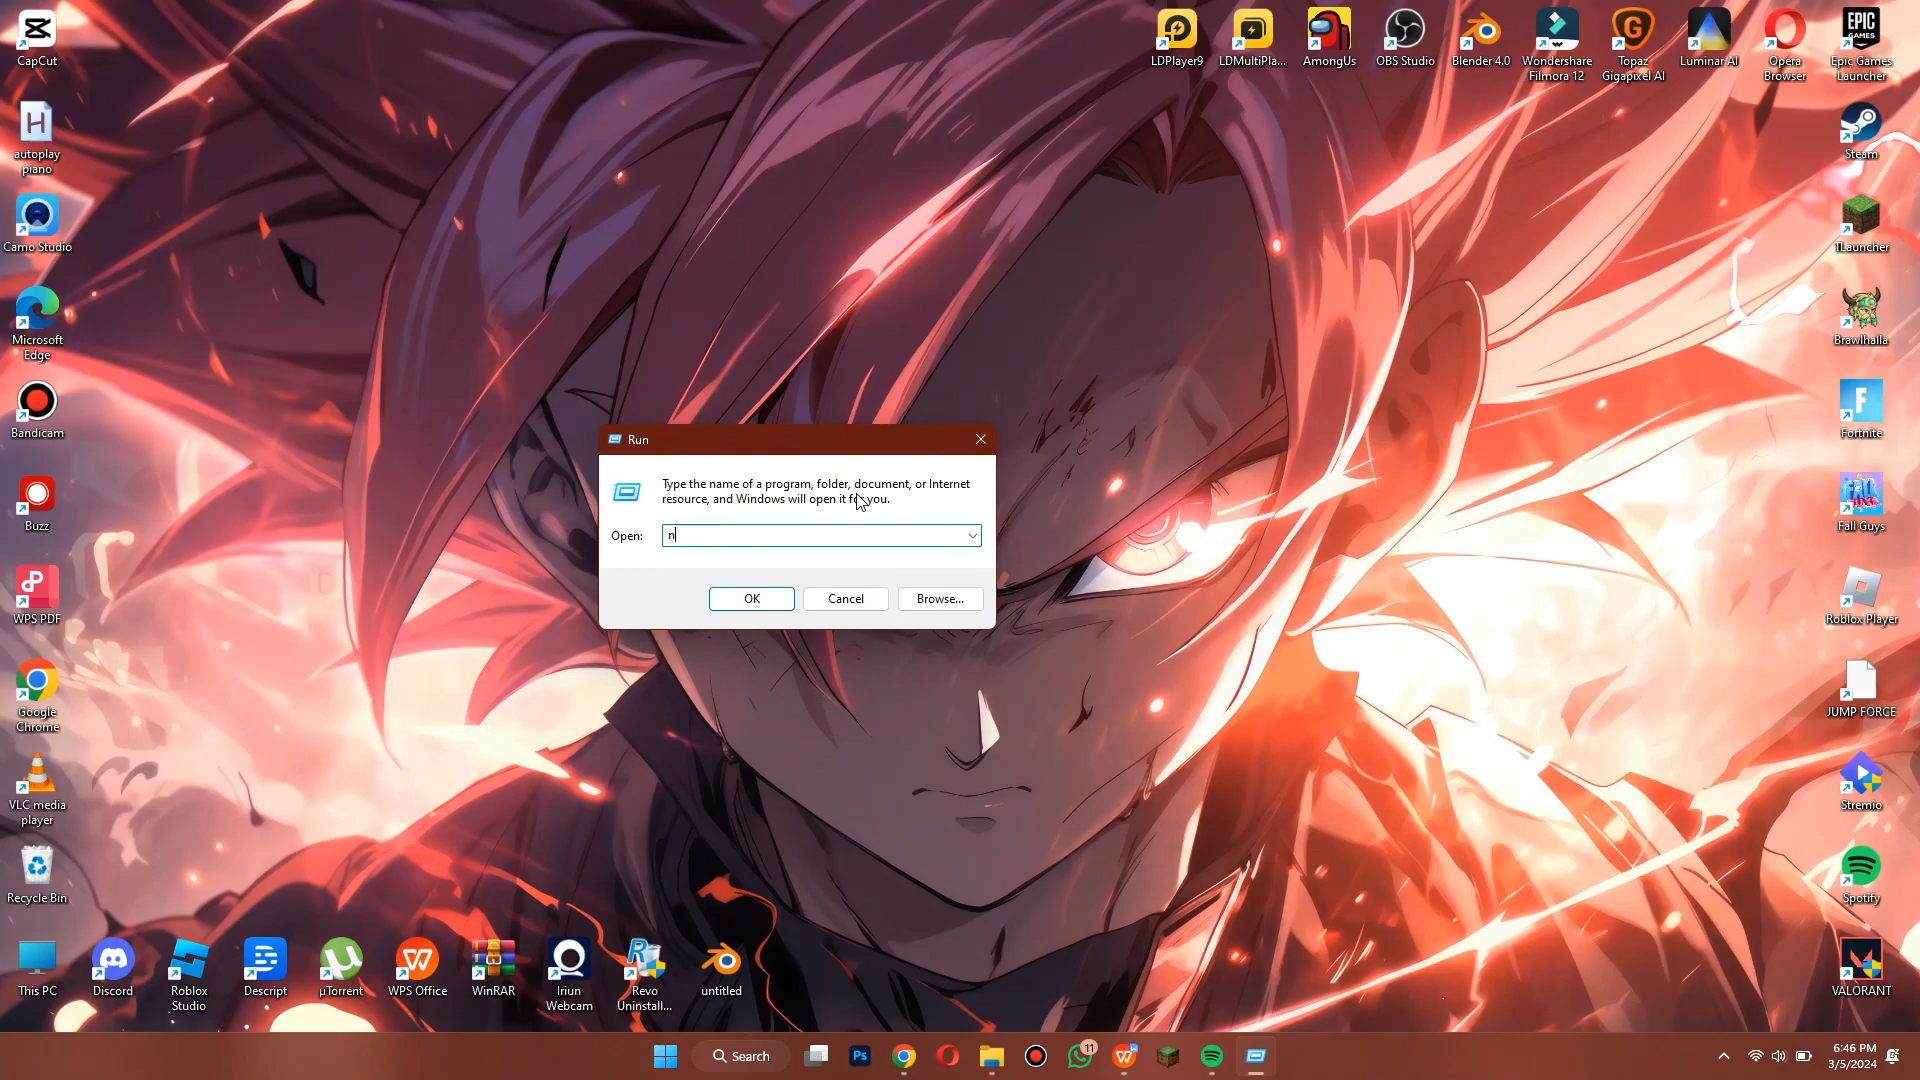 CapCut
autoplay
piano
Camo Studio
Microsoft
Edge
Bandicam
Buzz
WPS PDF
Google
Chrome
VLC media
player
Recycle Bin
This PC
Discord
Roblox
Studio
Descript
µTorrent
WPS Office
WinRAR
Iriun
Webcam
Revo
Uninstall...
untitled
LDPlayer9
LDMultiPla...
AmongUs
OBS Studio
Blender 4.0
Wondershare
Filmora 12
Topaz
Gigapixel AI
Luminar AI
Opera
Browser
EPIC
GAMES
Epic Games
Launcher
Steam
TLauncher
Brawlhalla
Fortnite
Fall Guys
Roblox Player
JUMP FORCE
Stremio
Spotify
VALORANT
Run
Type the name of a program, folder, document, or Internet
resource, and Windows will open it for you.
Open:
n
OK
Cancel
Browse...
Search
Ps
11
6:46 PM
3/5/2024